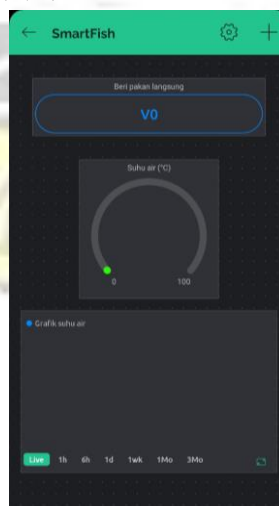 SmartFish
Beri pakan langsung
V0
Suhu air (°C)
0 100
Grafik suhu air
Live 1h 6h 1d 1wk 1Mo 3Mo